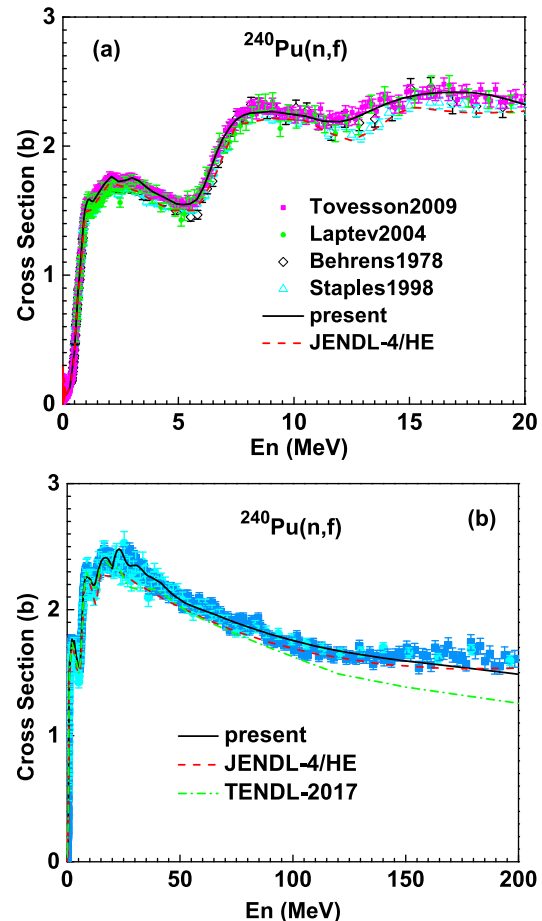 3
(a)
²⁴⁰Pu(n,f)
2
Cross Section (b)
Tovesson2009
Laptev2004
Behrens1978
Staples1998
present
JENDL-4/HE
1
0
0 5 10 15 20
En (MeV)
3
²⁴⁰Pu(n,f)
(b)
2
Cross Section (b)
1
present
JENDL-4/HE
TENDL-2017
0
0 50 100 150 200
En (MeV)